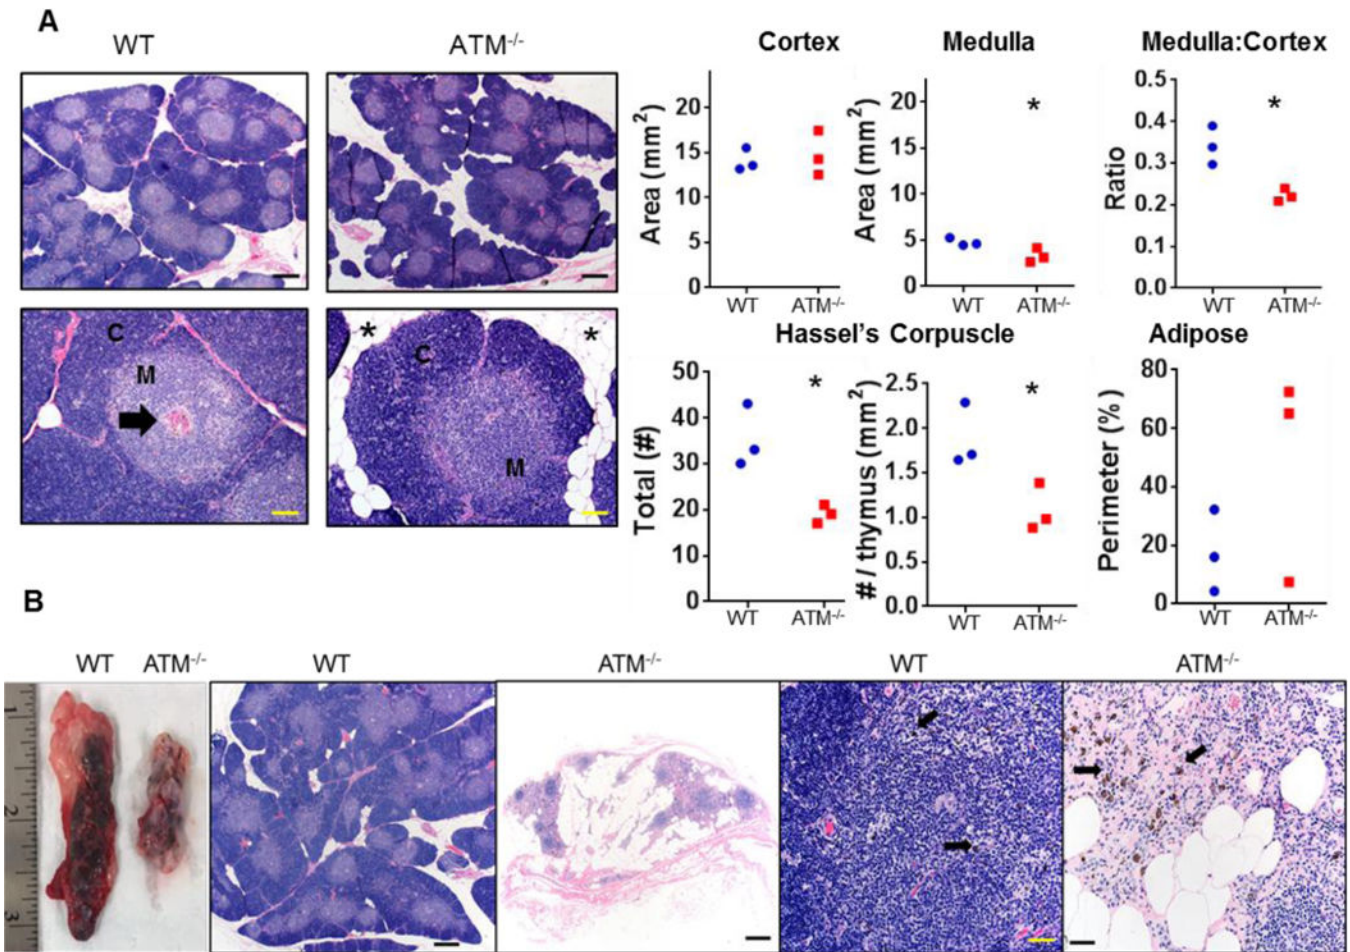 A
WT
ATM-/-
C
M
*
*
C
M
Cortex
Area (mm²)
20
15
10
5
0
WT
ATM-/-
Medulla
Area (mm²)
20
15
10
5
0
*
WT
ATM-/-
Medulla:Cortex
Ratio
0.5
0.4
0.3
0.2
0.1
0.0
*
WT
ATM-/-
Hassel's Corpuscle
Total (#)
50
40
30
20
10
0
*
WT
ATM-/-
# / thymus (mm²)
2.5
2.0
1.5
1.0
0.5
0.0
*
WT
ATM-/-
Adipose
Perimeter (%)
80
60
40
20
0
WT
ATM-/-
B
WT
ATM-/-
WT
ATM-/-
WT
ATM-/-
1
2
3